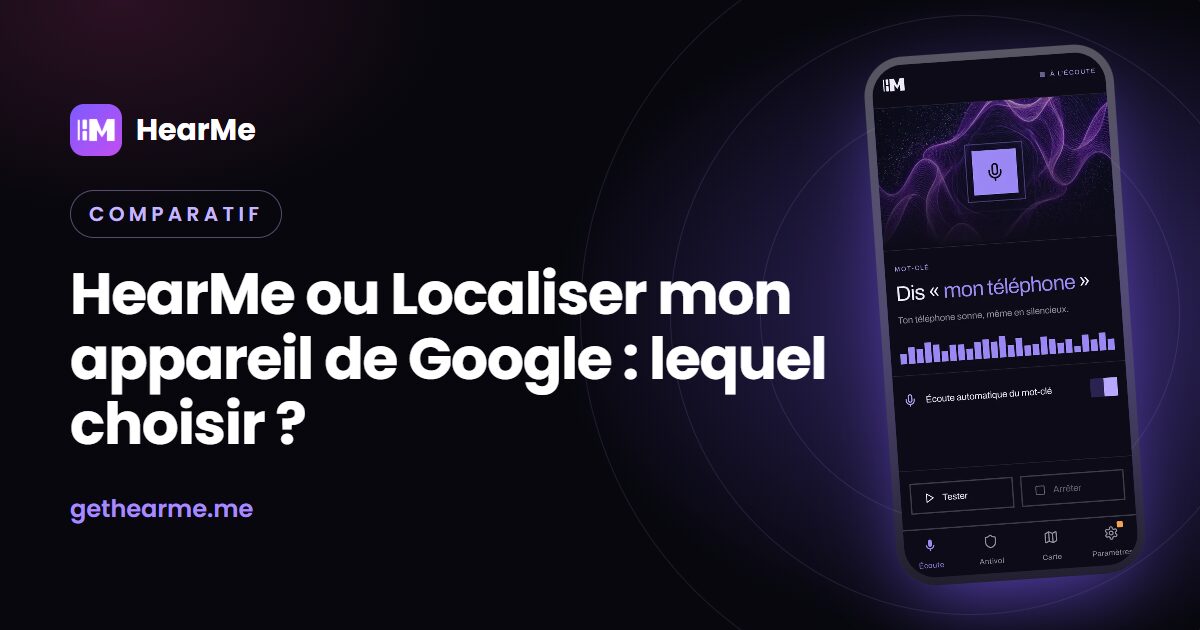 HearMe
COMPARATIF
HearMe ou Localiser mon
appareil de Google : lequel
choisir ?
gethearme.me
À L'ÉCOUTE
MOT-CLÉ
Dis « mon téléphone »
Ton téléphone sonne, même en silencieux.
Écoute automatique du mot-clé
Tester
Arrêter
Écoute
Antivol
Carte
Paramètres